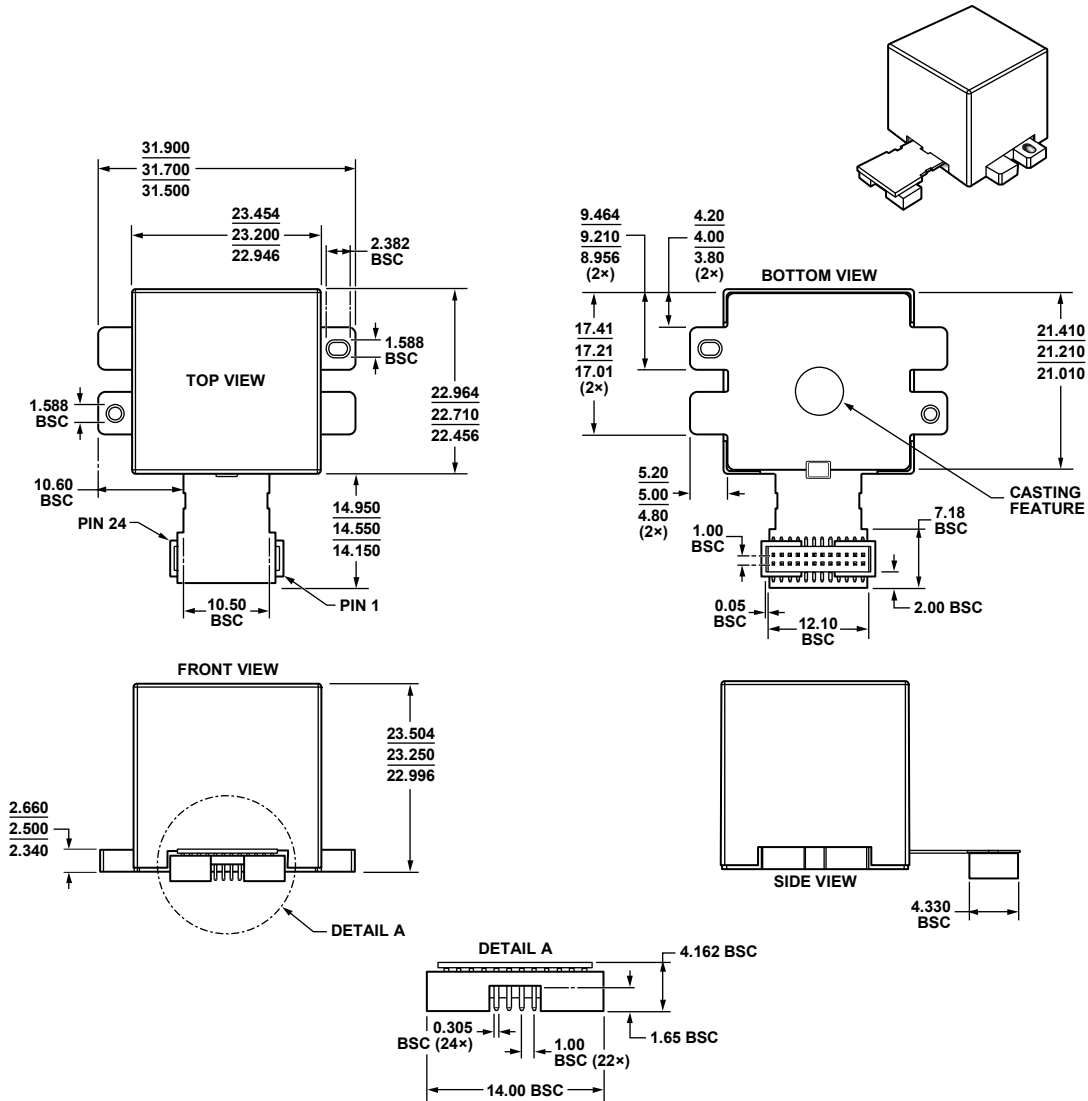 31.900
31.700
31.500
23.454
23.200
22.946
2.382
BSC
1.588
BSC
TOP VIEW
1.588
BSC
22.964
22.710
22.456
10.60
BSC
PIN 24
14.950
14.550
14.150
10.50
BSC
PIN 1
9.464
9.210
8.956
(2×)
4.20
4.00
3.80
(2×)
BOTTOM VIEW
17.41
17.21
17.01
(2×)
21.410
21.210
21.010
5.20
5.00
4.80
(2×)
CASTING
FEATURE
7.18
BSC
1.00
BSC
0.05
BSC
12.10
BSC
2.00 BSC
FRONT VIEW
23.504
23.250
22.996
2.660
2.500
2.340
DETAIL A
SIDE VIEW
4.330
BSC
DETAIL A
4.162 BSC
0.305
BSC (24×)
1.00
BSC (22×)
1.65 BSC
14.00 BSC